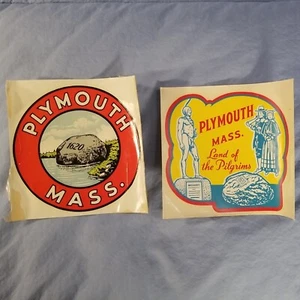 PLYMOUTH
1620
MASS.
PLYMOUTH
MASS.
Land of
the Pilgrims